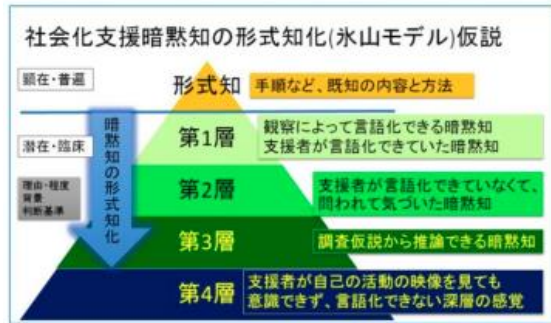 社会化支援暗黙知の形式知化(氷山モデル)仮説
顕在・普遍
形式知
手順など、既知の内容と方法
暗黙知の形式知化
潜在・臨床
理由・程度
背景
判断基準
第1層
観察によって言語化できる暗黙知
支援者が言語化できていた暗黙知
第2層
支援者が言語化できていなくて、
問われて気づいた暗黙知
第3層
調査仮説から推論できる暗黙知
第4層
支援者が自己の活動の映像を見ても
意識できず、言語化できない深層の感覚